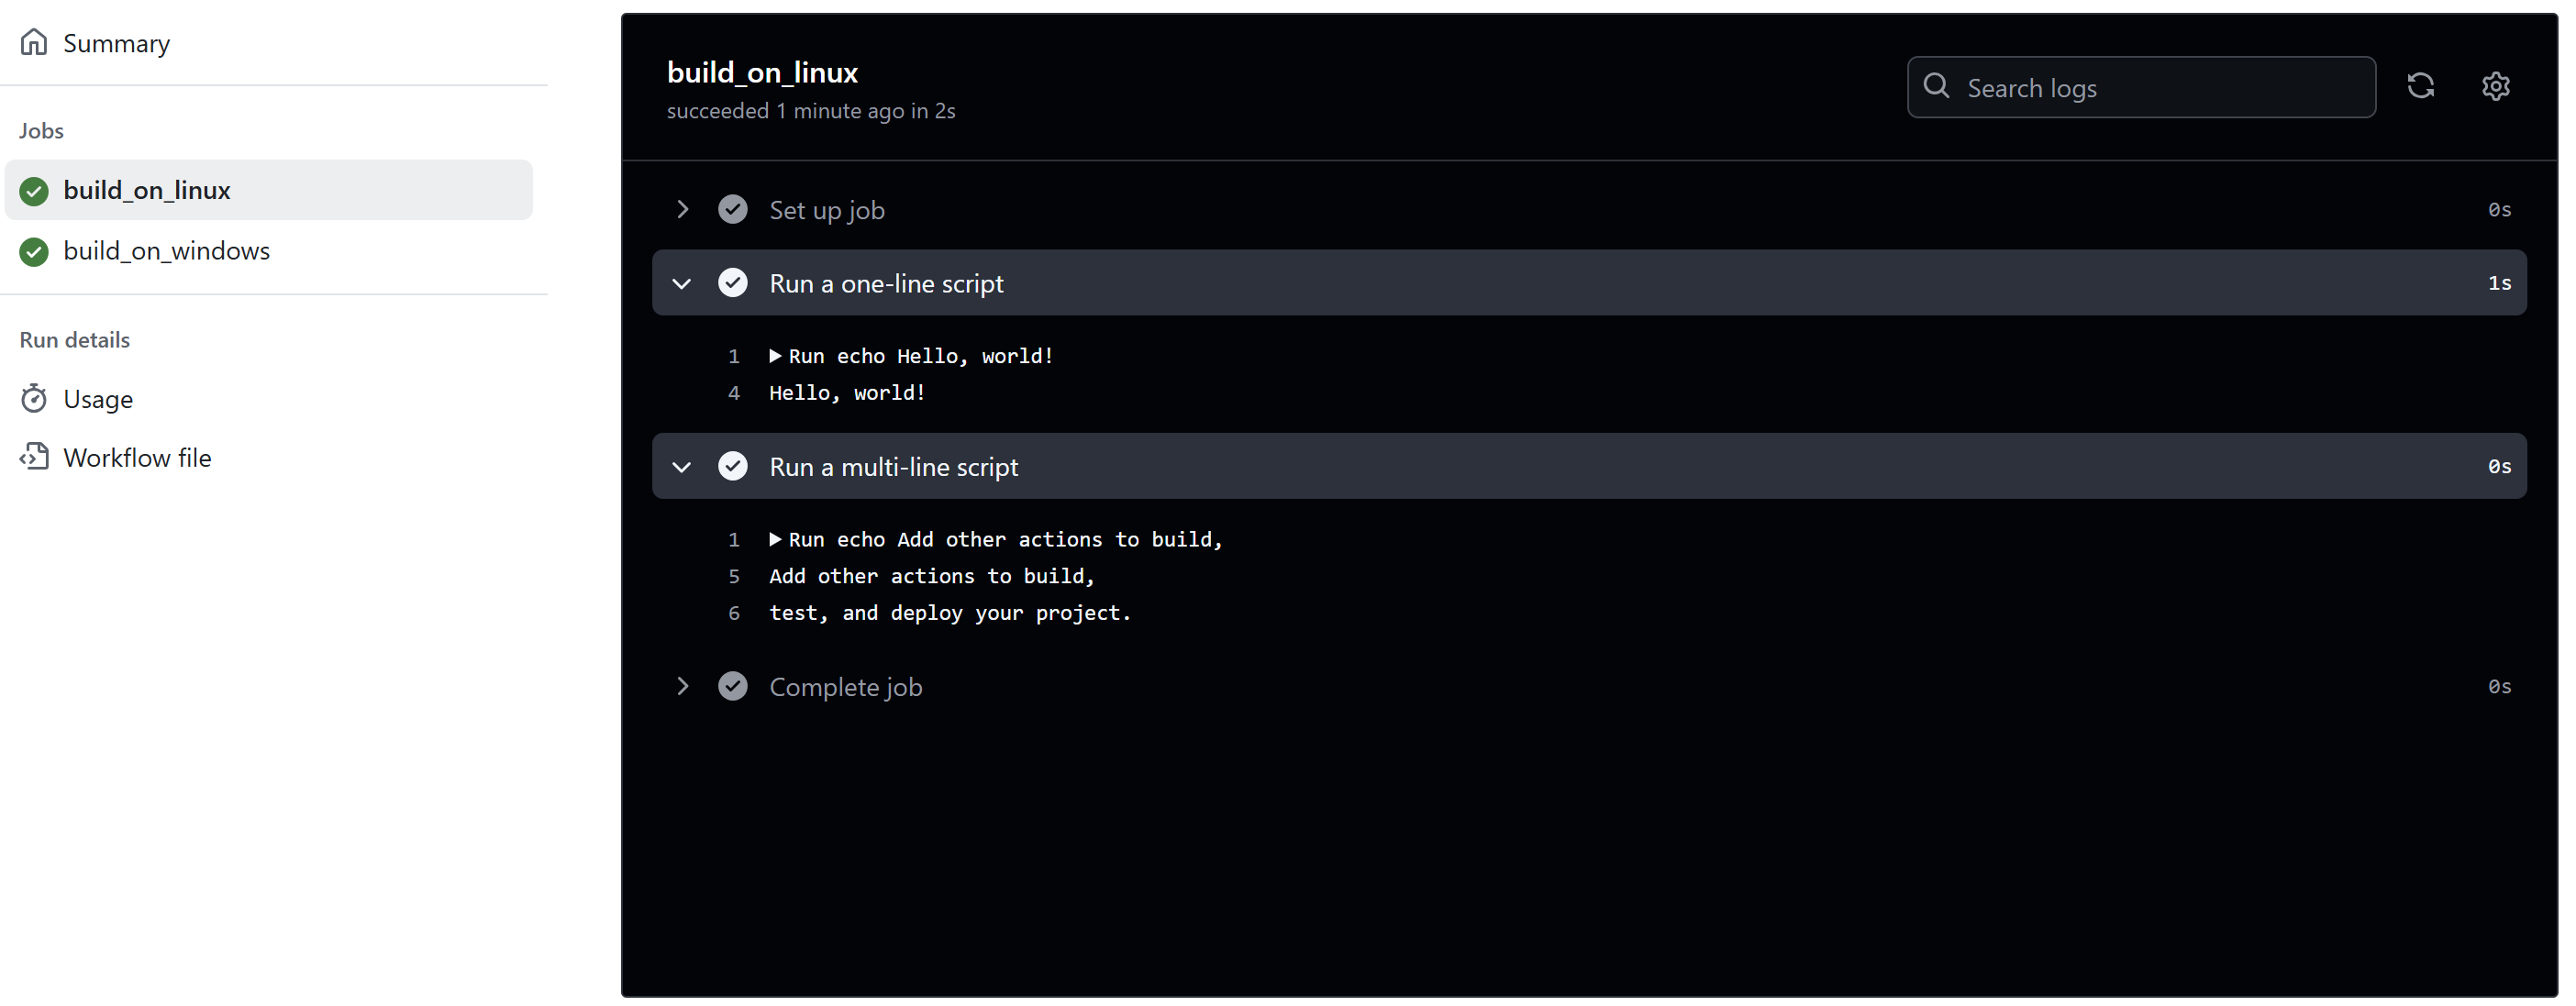 Summary
Jobs
build_on_linux
build_on_windows
Run details
Usage
Workflow file
build_on_linux
succeeded 1 minute ago in 2s
Search logs
Set up job 0s
Run a one-line script 1s
1 Run echo Hello, world!
4 Hello, world!
Run a multi-line script 0s
1 Run echo Add other actions to build,
5 Add other actions to build,
6 test, and deploy your project.
Complete job 0s